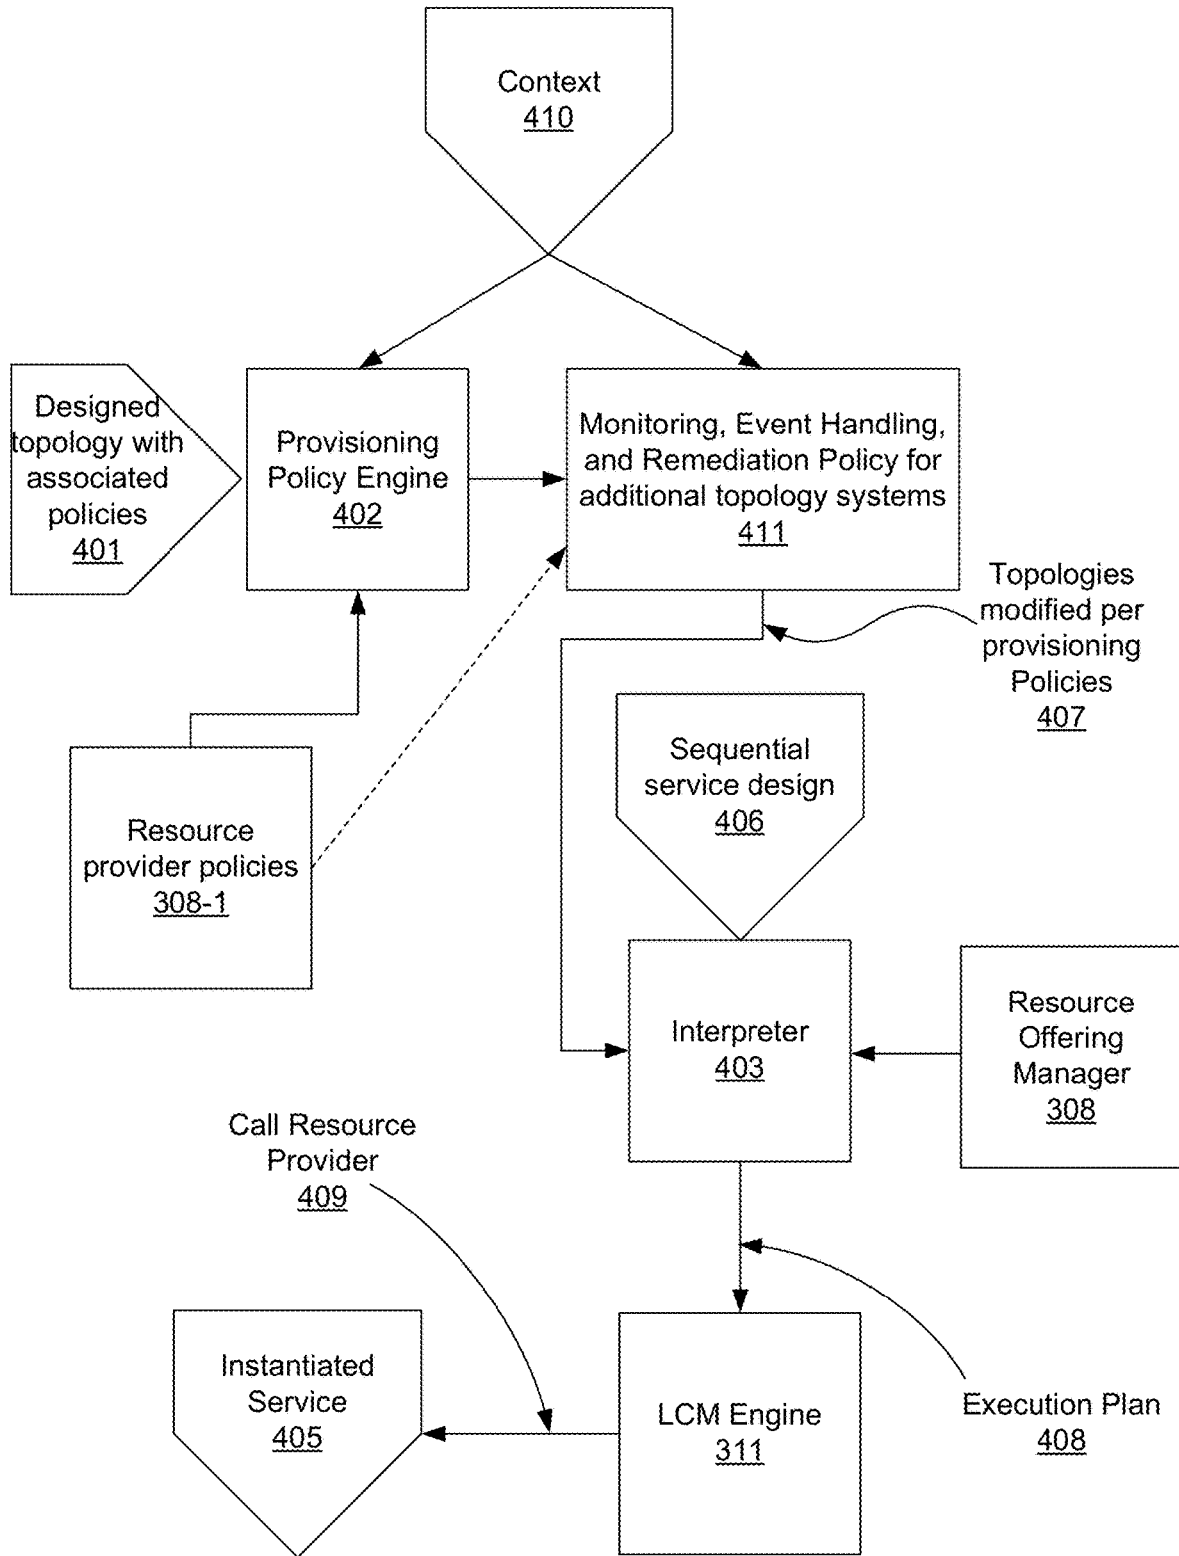 Context
410
Designed
topology with
associated
policies
401
Provisioning
Policy Engine
402
Monitoring, Event Handling,
and Remediation Policy for
additional topology systems
411
Topologies
modified per
provisioning
Policies
407
Sequential
service design
406
Resource
provider policies
308-1
Interpreter
403
Resource
Offering
Manager
308
Call Resource
Provider
409
Instantiated
Service
405
LCM Engine
311
Execution Plan
408